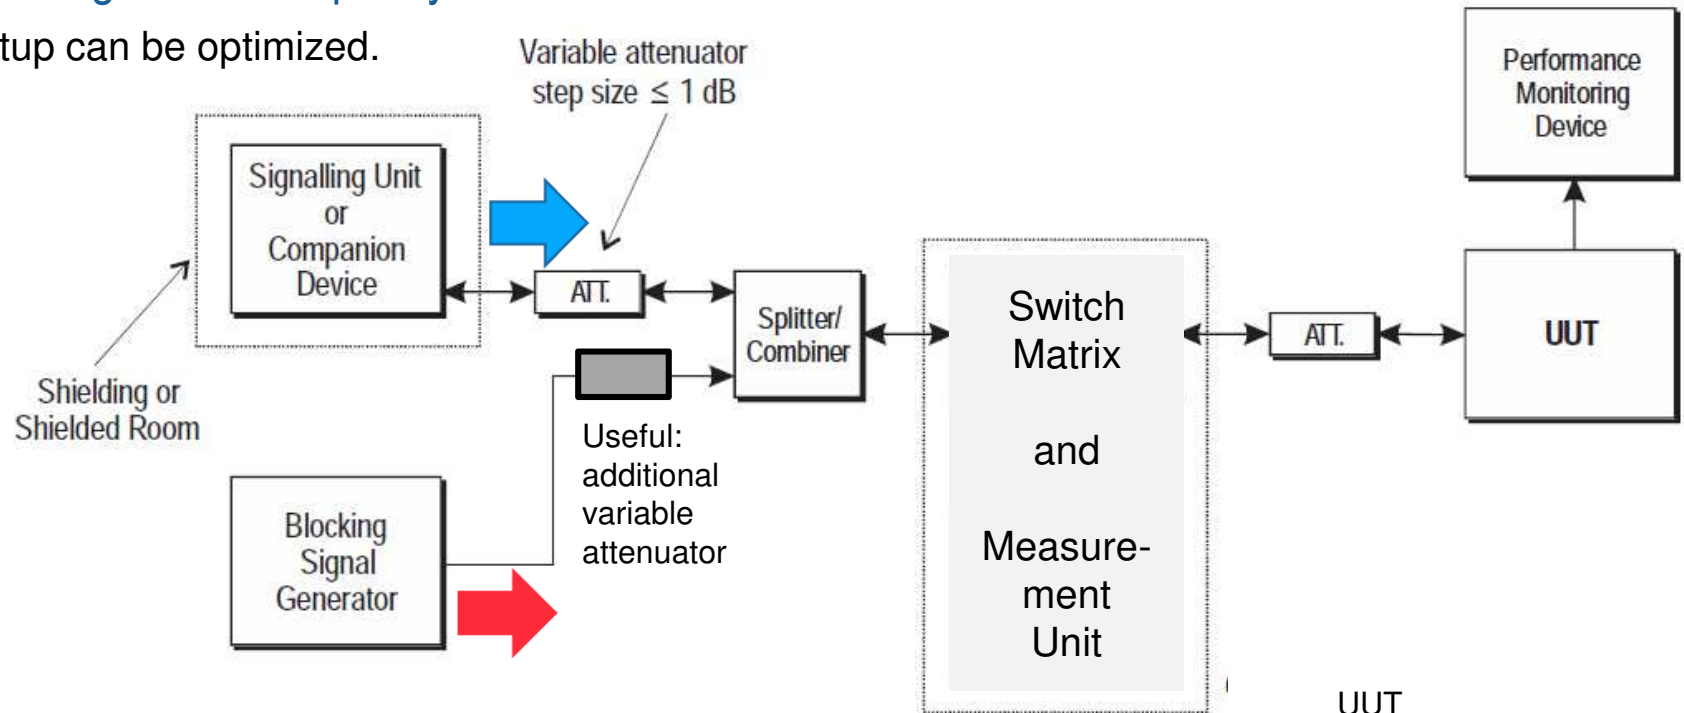 tup can be optimized.
Variable attenuator
step size ≤ 1 dB
Performance
Monitoring
Device
Signalling Unit
or
Companion
Device
ATT.
Splitter/
Combiner
Switch
Matrix
and
Measure-
ment
Unit
ATT.
UUT
Shielding or
Shielded Room
Useful:
additional
variable
attenuator
Blocking
Signal
Generator
UUT